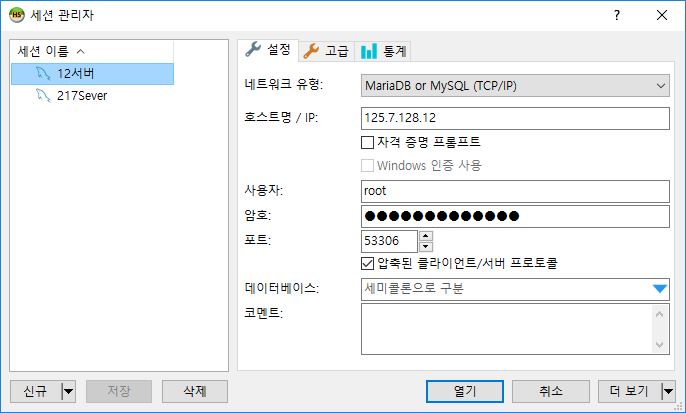 HS 세션 관리자
세션 이름
12서버
217Sever
설정 고급 통계
네트워크 유형: MariaDB or MySQL (TCP/IP)
호스트명 / IP: 125.7.128.12
자격 증명 프롬프트
Windows 인증 사용
사용자: root
암호: ●●●●●●●●●●●●●
포트: 53306
압축된 클라이언트/서버 프로토콜
데이터베이스: 세미콜론으로 구분
코멘트:
신규 저장 삭제 열기 취소 더 보기